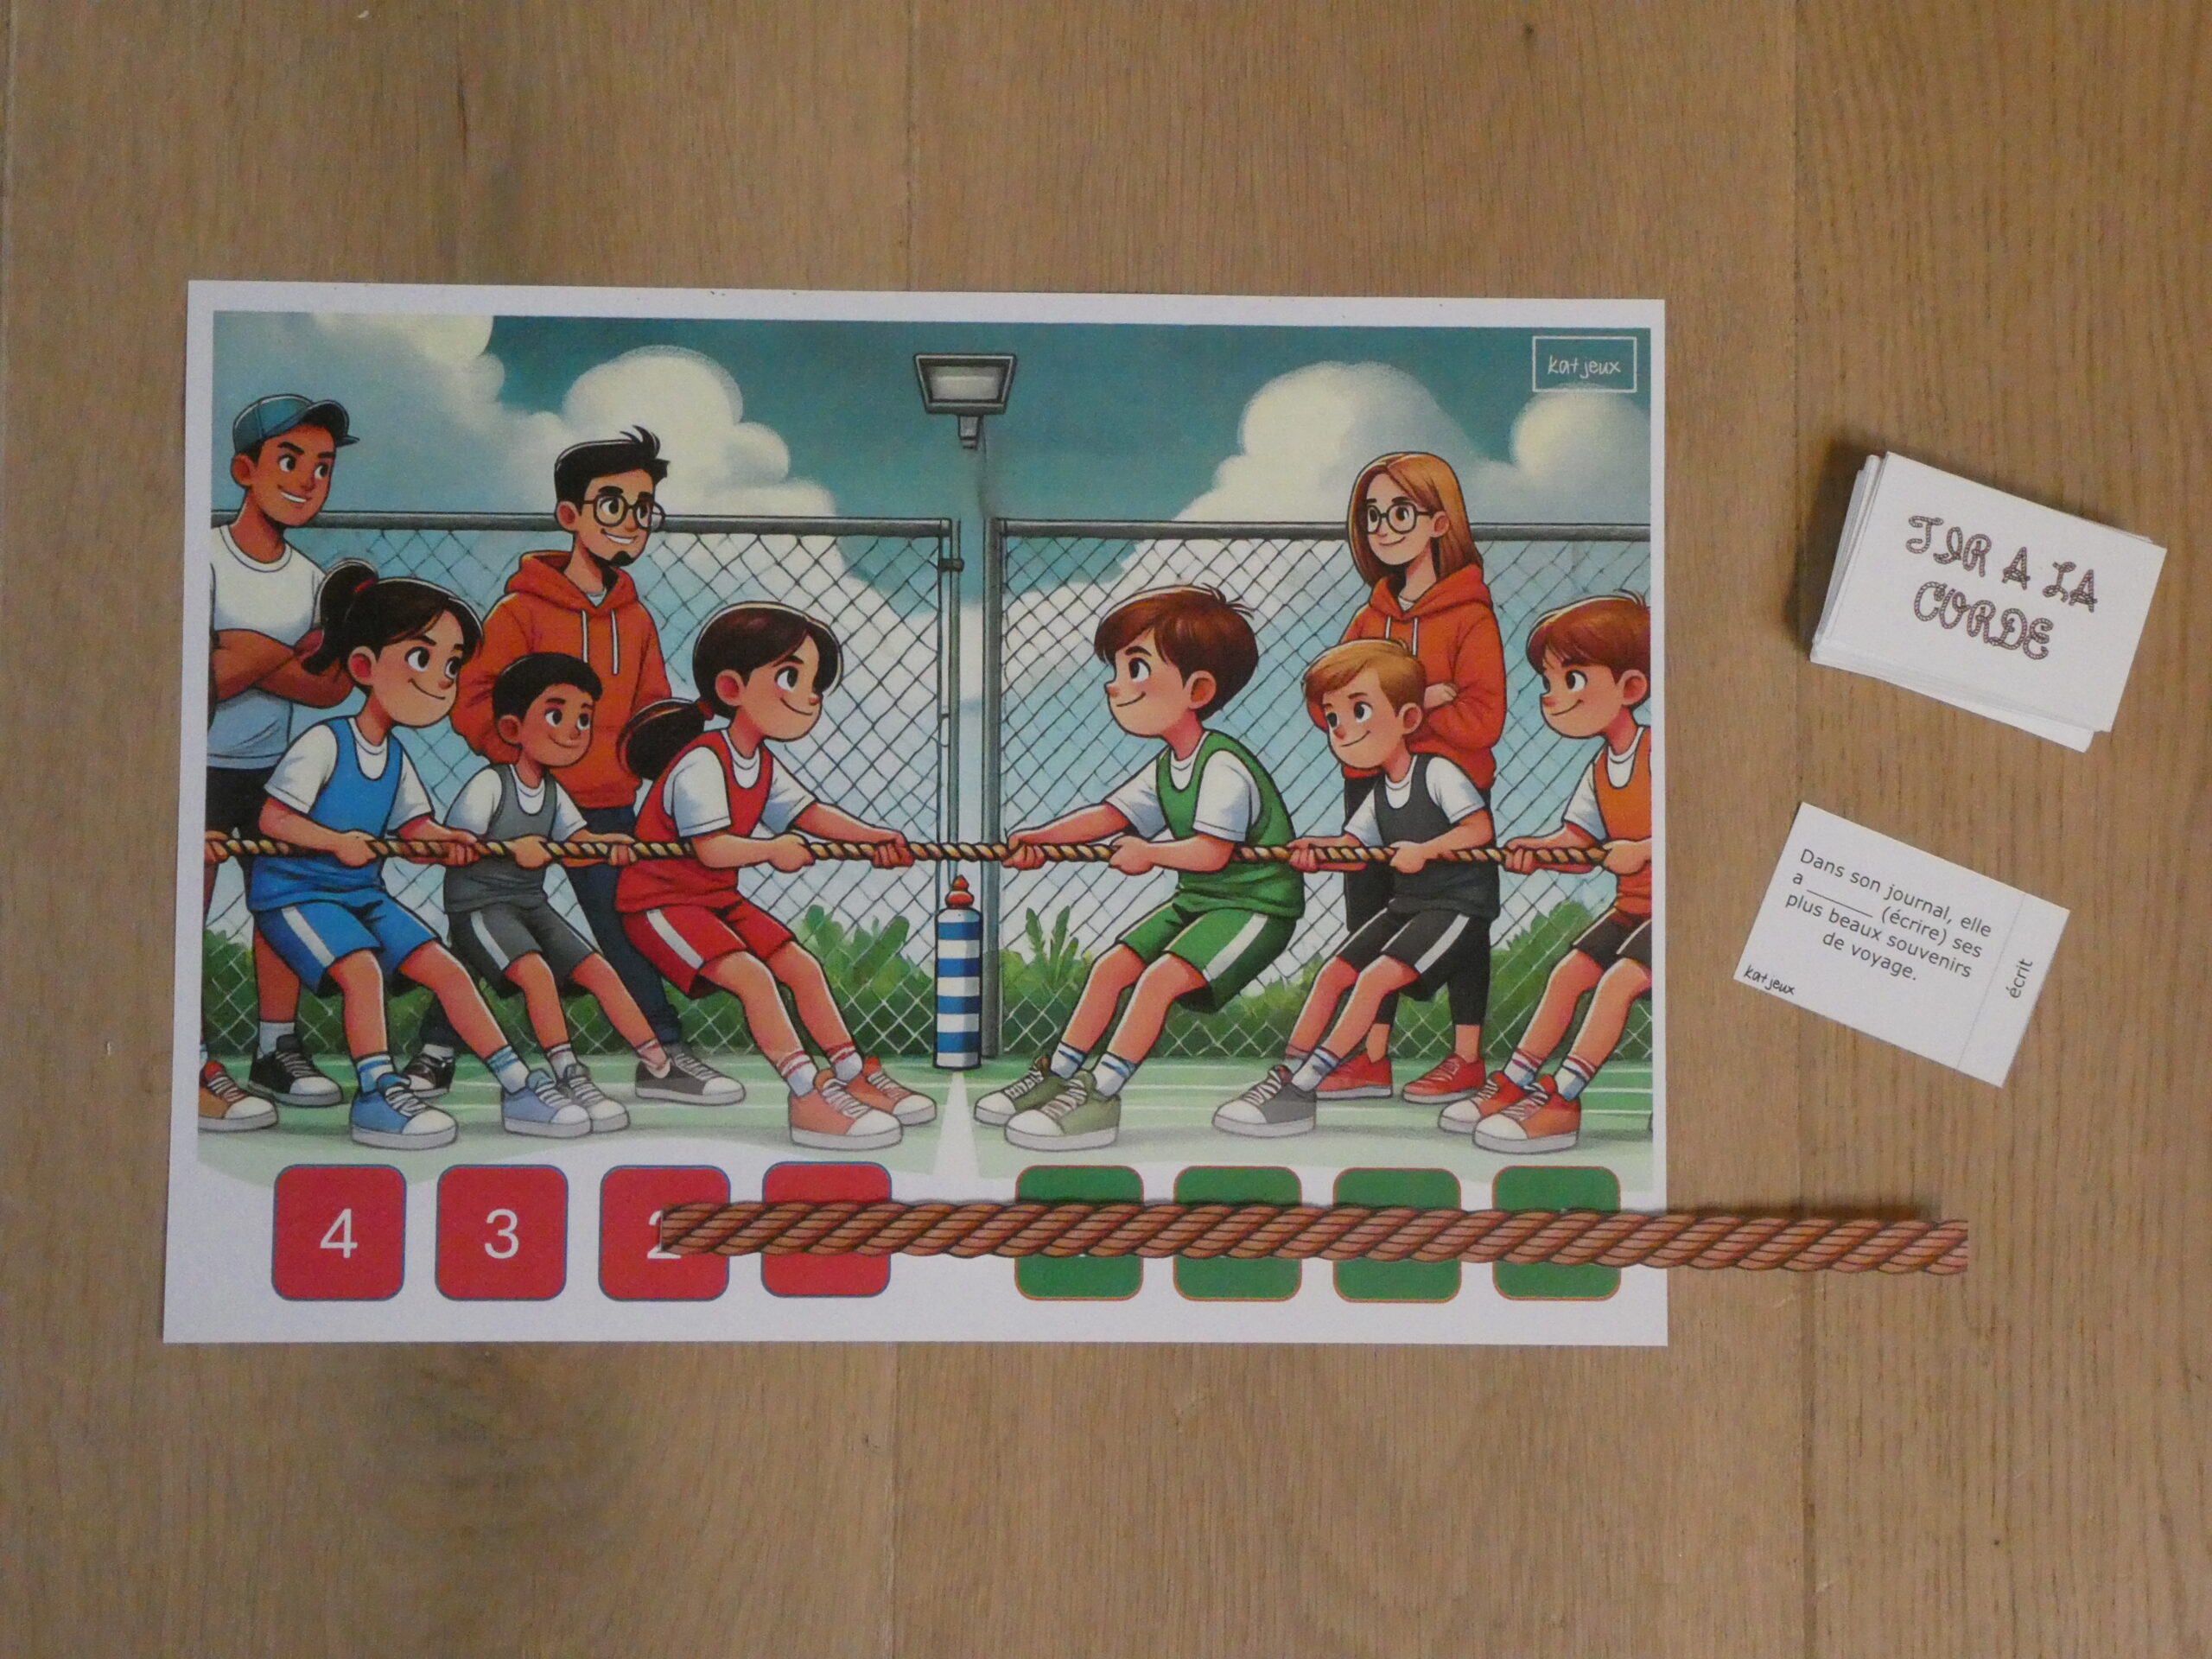 katjeux
TIR A LA
CORDE
Dans son journal, elle
a ________ (écrire) ses
plus beaux souvenirs
de voyage.
écrit
katjeux
4
3
2